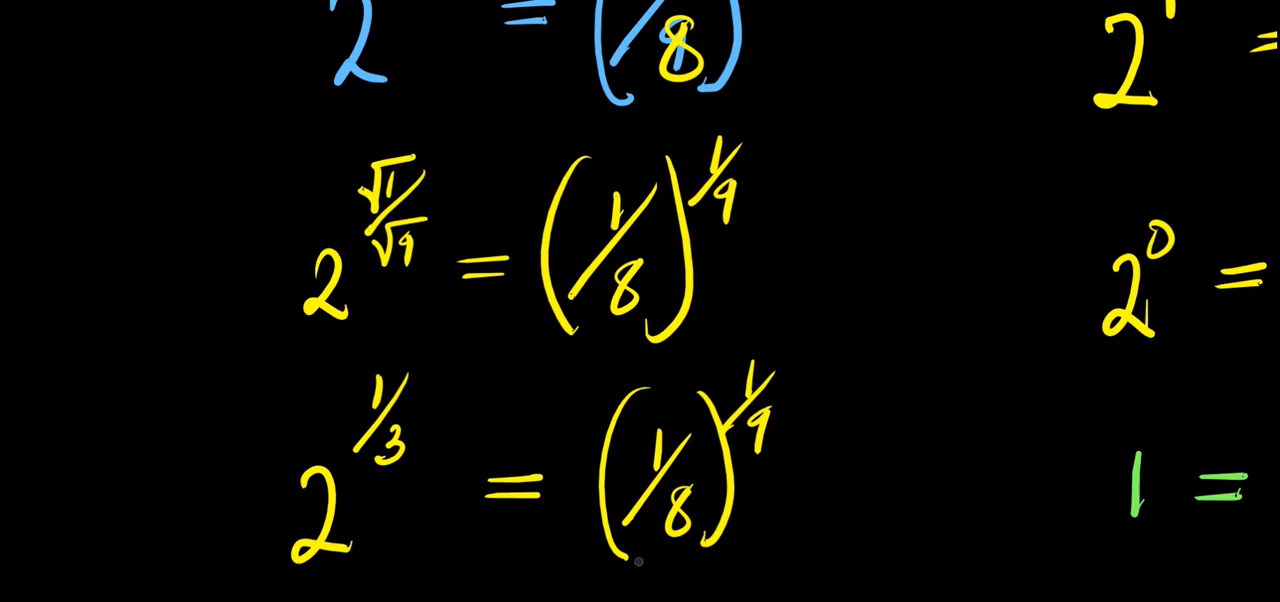 2 = (/8) 2^1 =
2^(√1/√9) = (1/8)^(1/9) 2^0 =
2^(1/3) = (1/8)^(1/9) 1 =